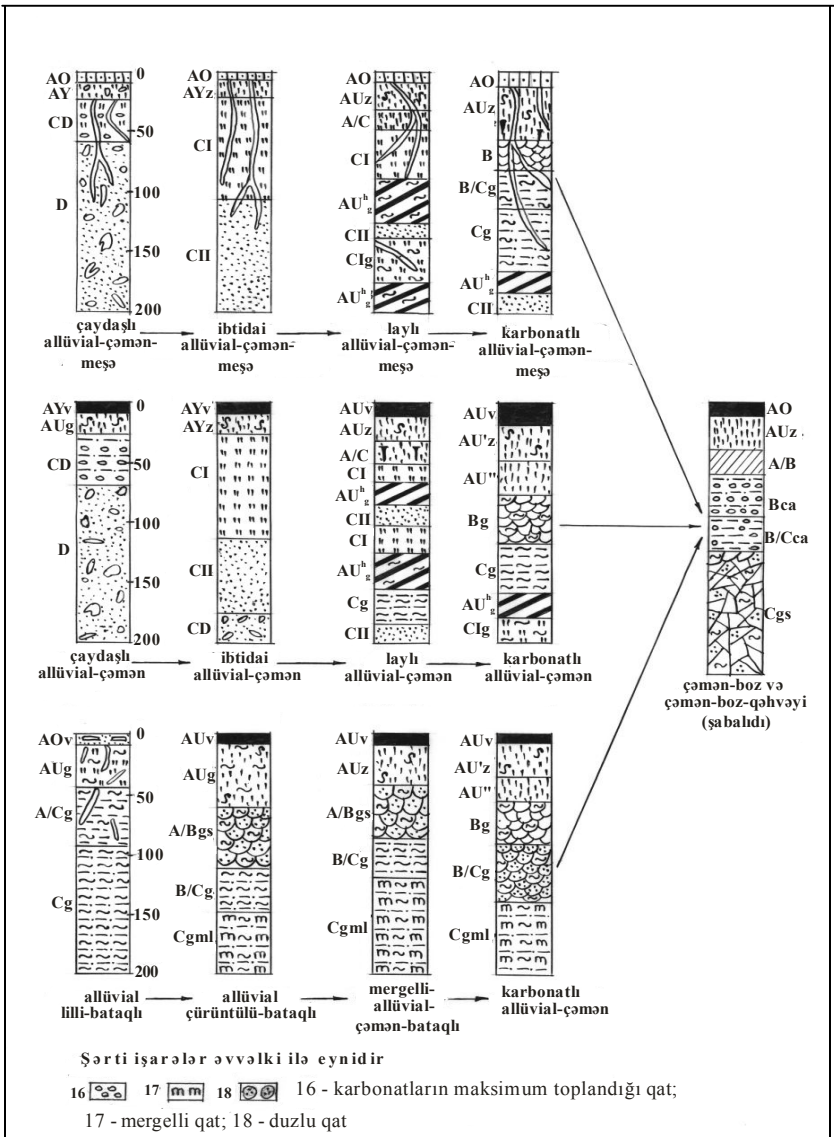 AO
AY
CD
D
0
50
100
150
200
çaydaşlı
allüvial-çəmən-
meşə
AO
AYz
CI
CII
ibtidai
allüvial-çəmən-
meşə
AO
AUz
A/C
CI
AUʰg
CII
CIg
AUʰg
laylı
allüvial-çəmən-
meşə
AO
AUz
B
B/Cg
Cg
AUʰg
CII
karbonatlı
allüvial-çəmən-
meşə
AYv
AUg
CD
D
0
50
100
150
200
çaydaşlı
allüvial-çəmən
AYv
AYz
CI
CII
CD
ibtidai
allüvial-çəmən
AUv
AUz
A/C
CI
AUʰg
CII
CI
AUʰg
Cg
CII
laylı
allüvial-çəmən
AUv
AU'z
AU"
Bg
Cg
AUʰg
CIg
karbonatlı
allüvial-çəmən
AO
AUz
A/B
Bca
B/Cca
Cgs
çəmən-boz və
çəmən-boz-qəhvəyi
(şabalıdı)
AOv
AUg
A/Cg
Cg
0
50
100
150
200
allüvial
lilli-bataqlı
AUv
AUg
A/Bgs
B/Cg
Cgml
allüvial
çürüntülü-bataqlı
AUv
AUz
A/Bgs
B/Cg
Cgml
mergelli-
allüvial-
çəmən-bataqlı
AUv
AU'z
AU"
Bg
B/Cg
Cgml
karbonatlı
allüvial-çəmən
Şərti işarələr əvvəlki ilə eynidir
16 17 18 16 - karbonatların maksimum toplandığı qat;
17 - mergelli qat; 18 - duzlu qat